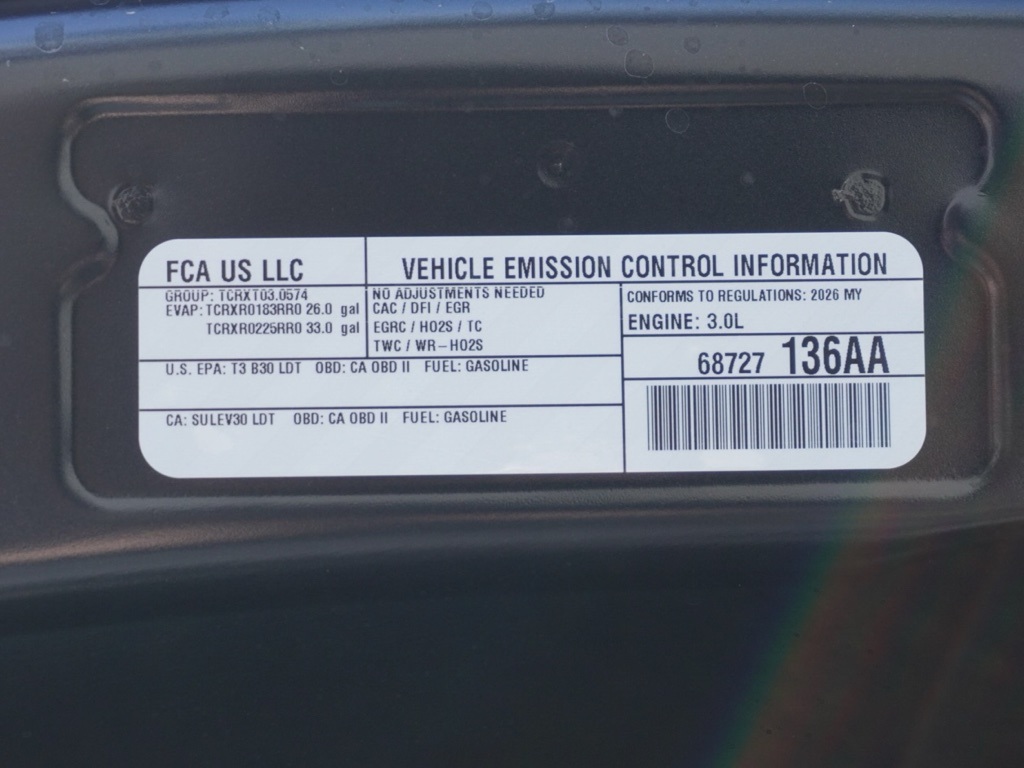 FCA US LLC
VEHICLE EMISSION CONTROL INFORMATION
GROUP: TCRXT03.0574
EVAP: TCRXR0183RR0 26.0 gal
TCRXR0225RR0 33.0 gal
NO ADJUSTMENTS NEEDED
CAC / DFI / EGR
EGRC / HO2S / TC
TWC / WR-HO2S
CONFORMS TO REGULATIONS: 2026 MY
ENGINE: 3.0L
68727 136AA
U.S. EPA: T3 B30 LDT OBD: CA OBD II FUEL: GASOLINE
CA: SULEV30 LDT OBD: CA OBD II FUEL: GASOLINE